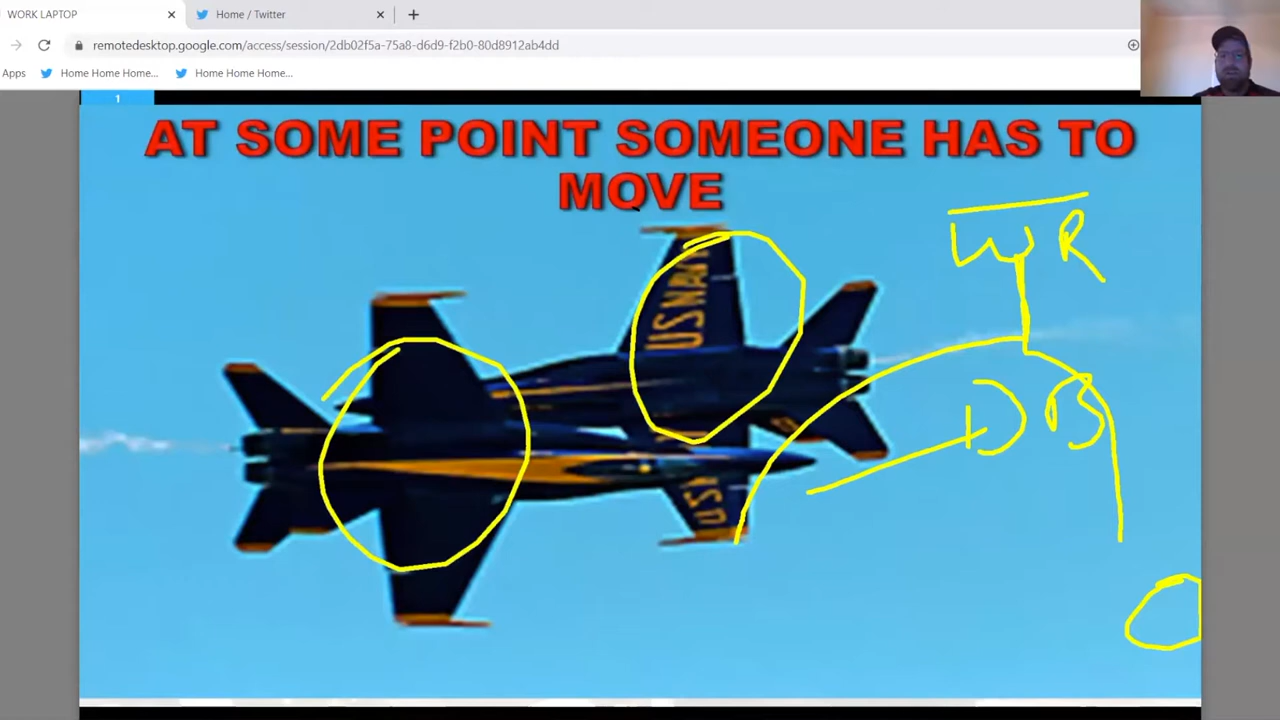 WORK LAPTOP
Home / Twitter
remotedesktop.google.com/access/session/2db02f5a-75a8-d6d9-f2b0-80d8912ab4dd
Apps
Home Home Home...
Home Home Home...
1
AT SOME POINT SOMEONE HAS TO
MOVE
WR
US NAVY
DB
US